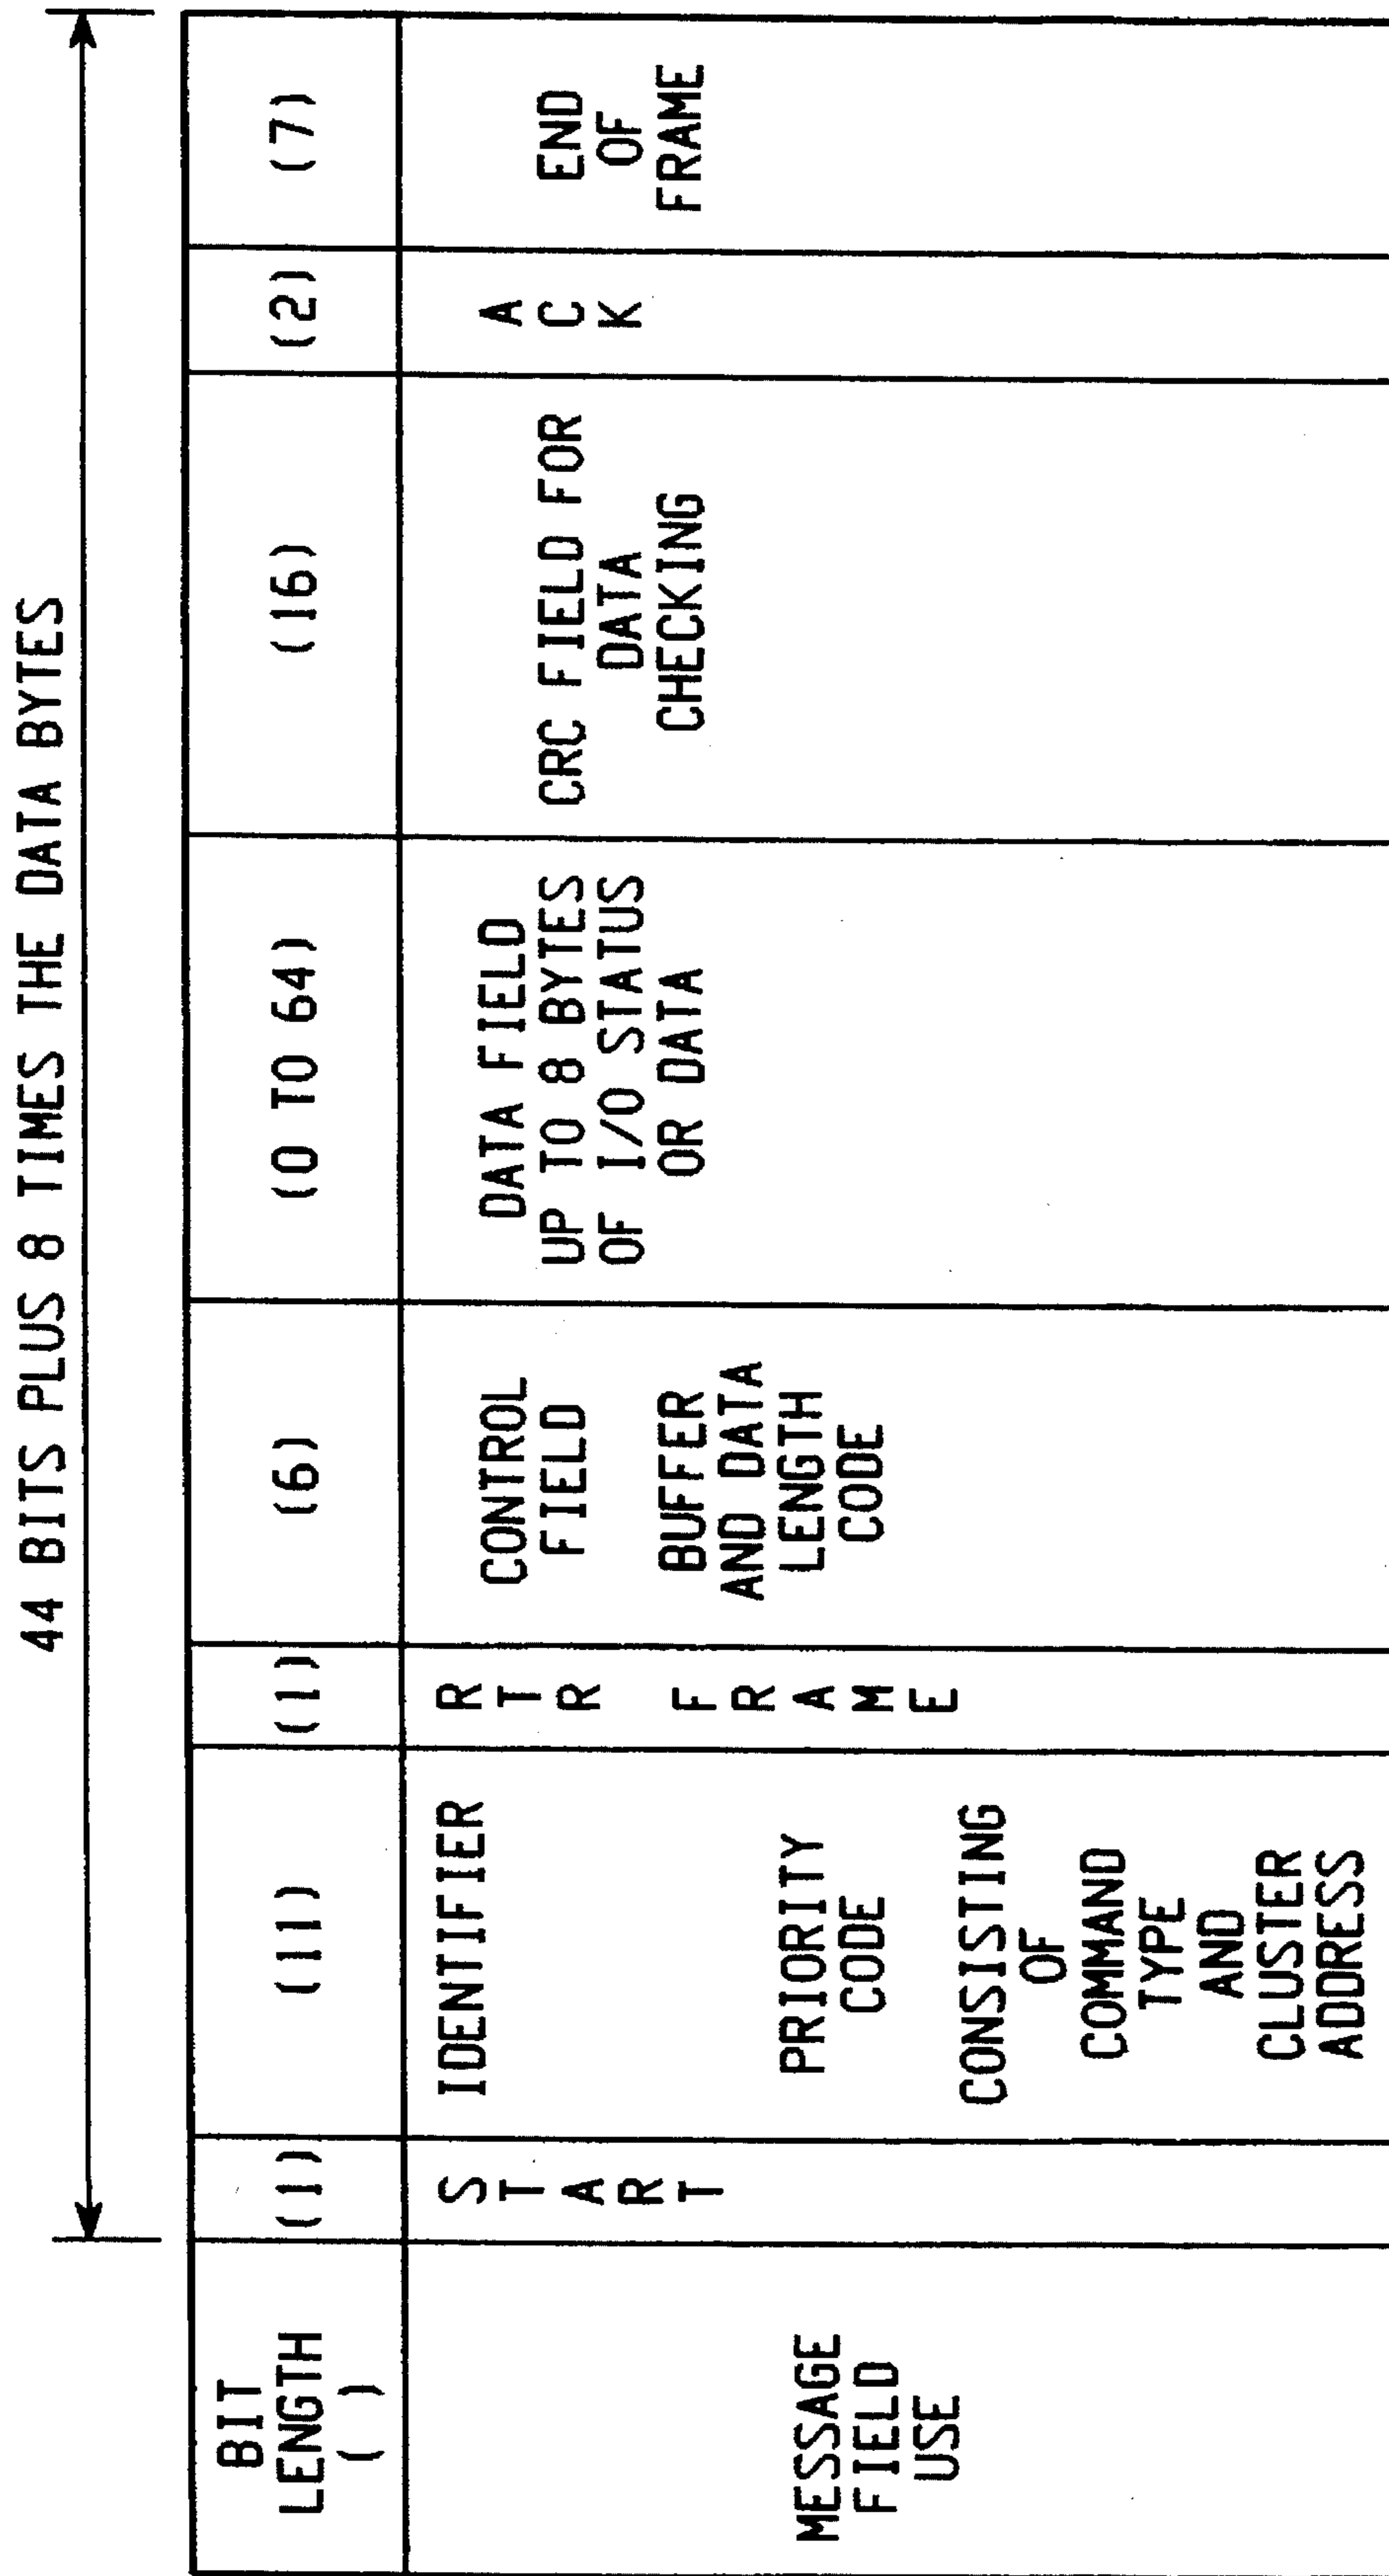 44 BITS PLUS 8 TIMES THE DATA BYTES
BIT
LENGTH
( )
(1)
(11)
(1)
(6)
(0 TO 64)
(16)
(2)
(7)
MESSAGE
FIELD
USE
START
IDENTIFIER
PRIORITY
CODE
CONSISTING
OF
COMMAND
TYPE
AND
CLUSTER
ADDRESS
RTR FRAME
CONTROL
FIELD
BUFFER
AND DATA
LENGTH
CODE
DATA FIELD
UP TO 8 BYTES
OF I/O STATUS
OR DATA
CRC FIELD FOR
DATA
CHECKING
ACK
END
OF
FRAME